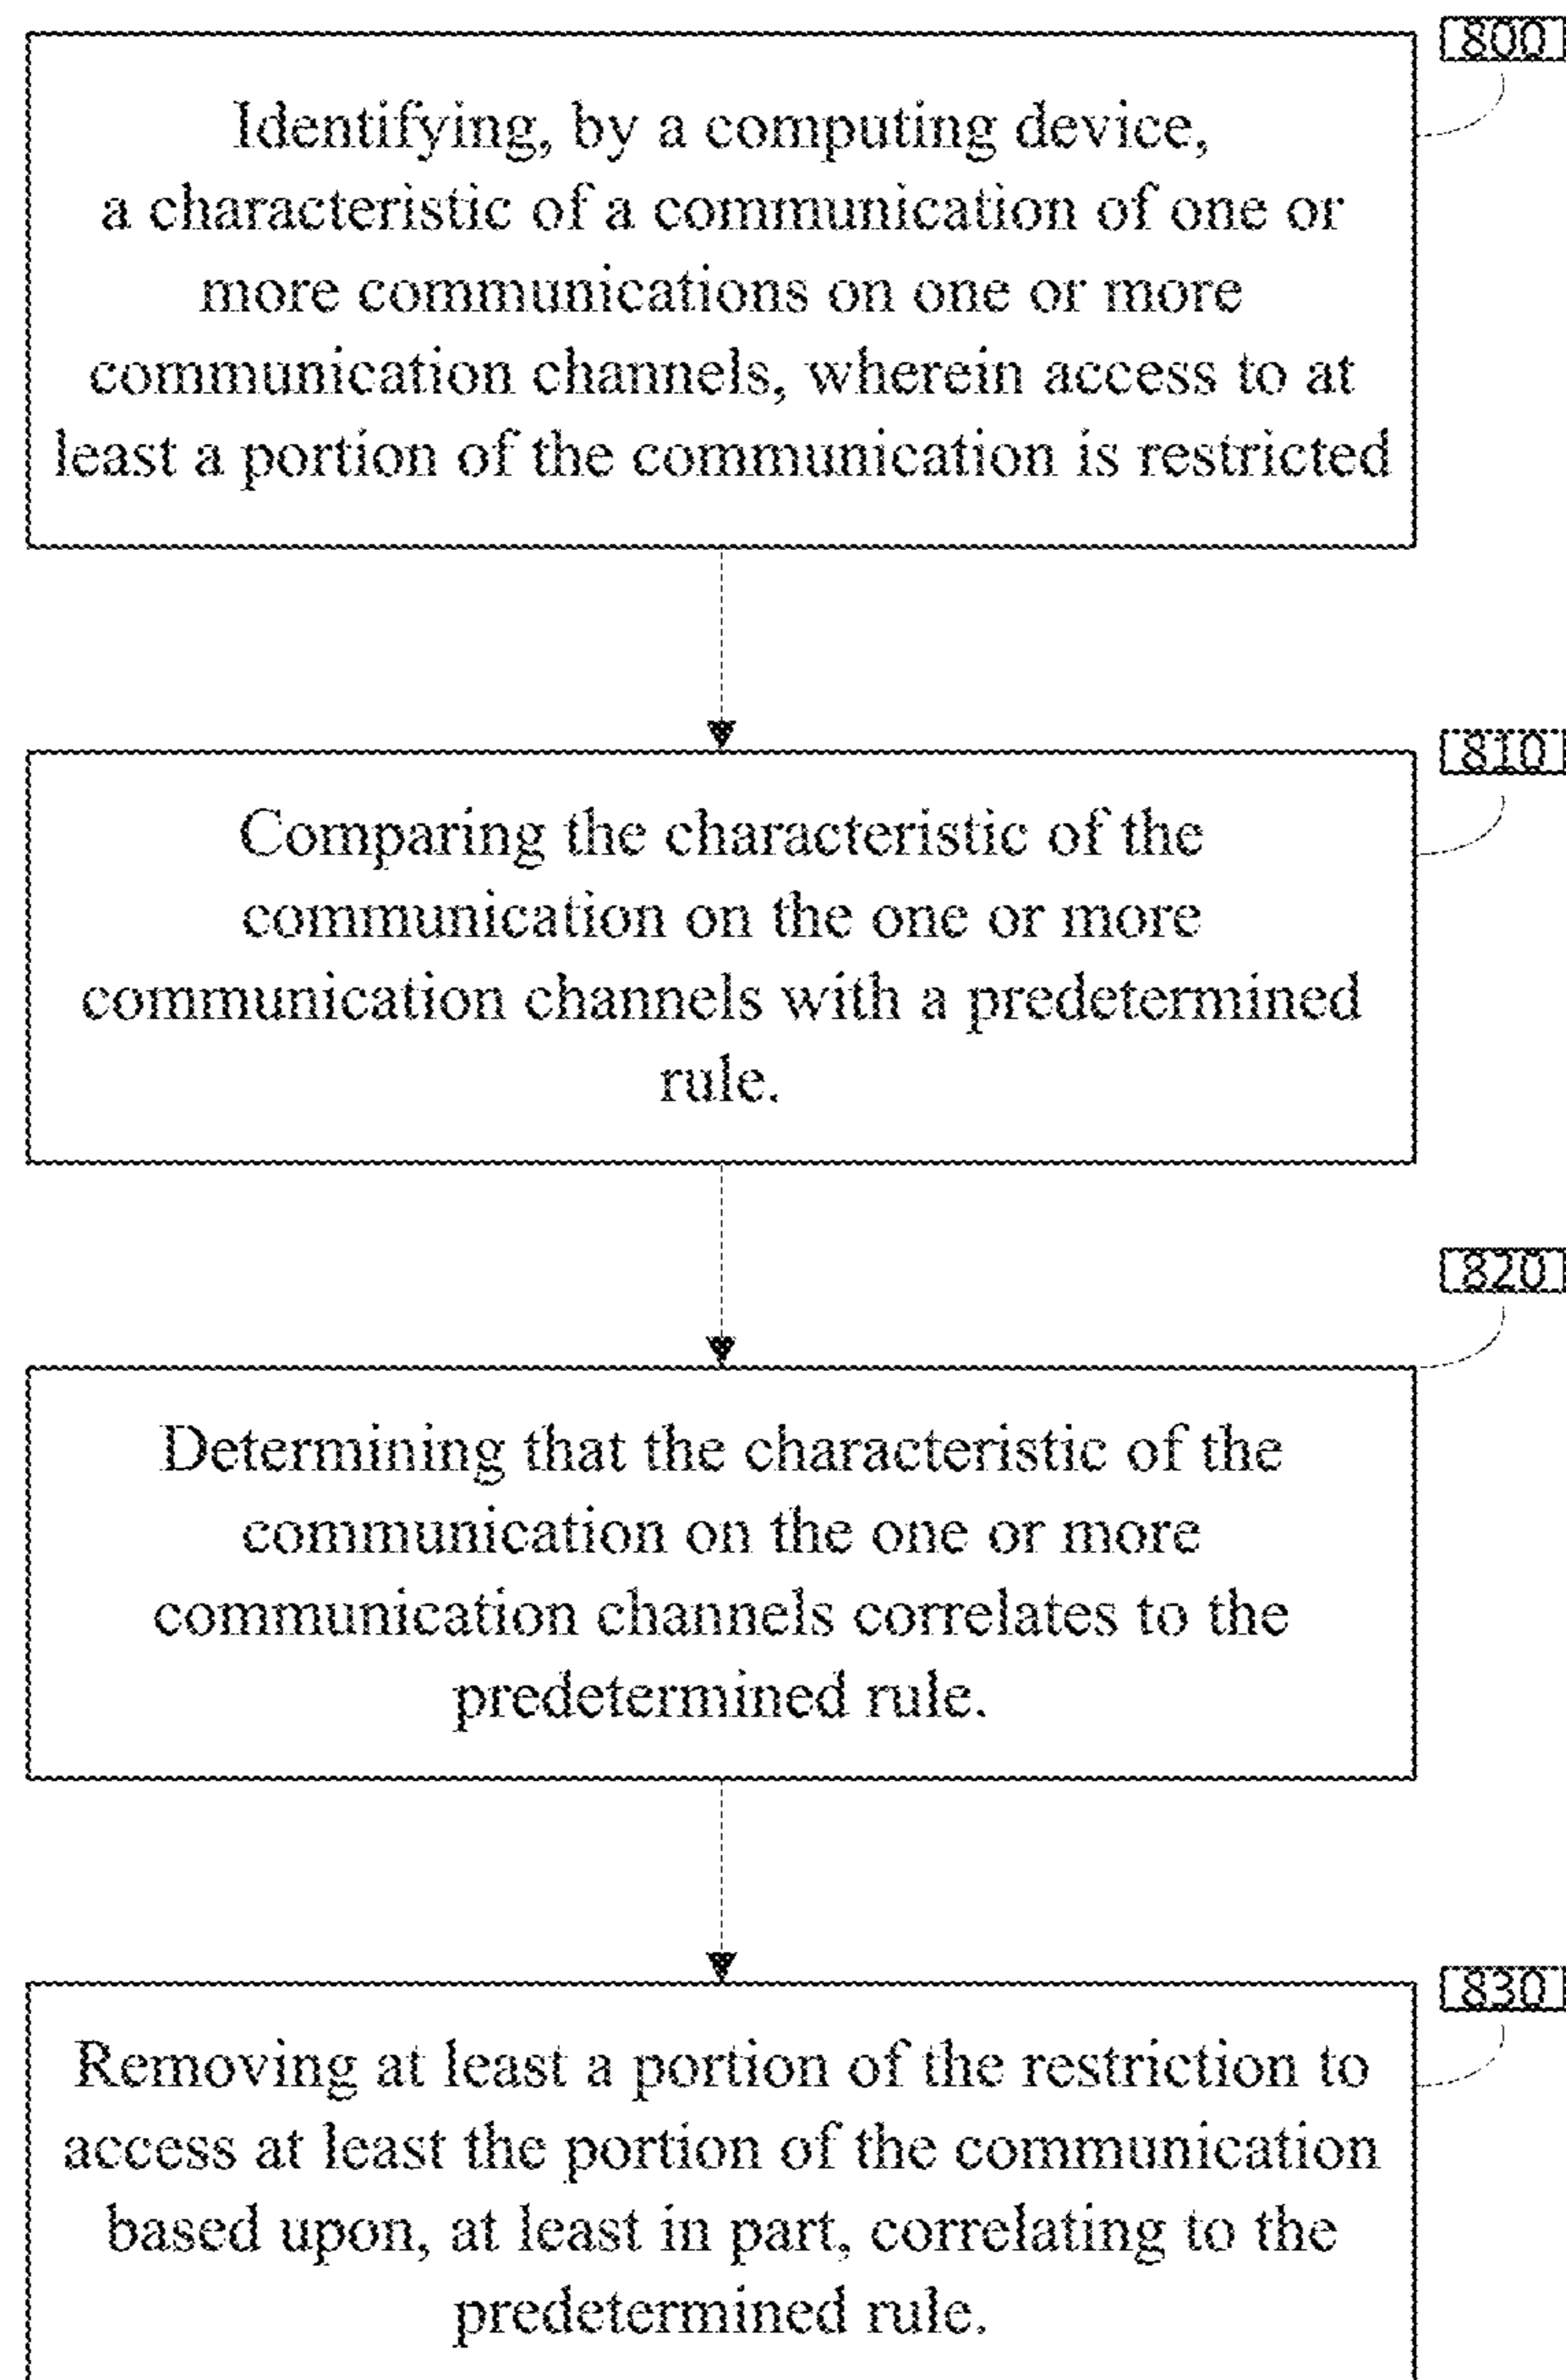 800
Identifying, by a computing device,
a characteristic of a communication of one or
more communications on one or more
communication channels, wherein access to at
least a portion of the communication is restricted
810
Comparing the characteristic of the
communication on the one or more
communication channels with a predetermined
rule.
820
Determining that the characteristic of the
communication on the one or more
communication channels correlates to the
predetermined rule.
830
Removing at least a portion of the restriction to
access at least the portion of the communication
based upon, at least in part, correlating to the
predetermined rule.